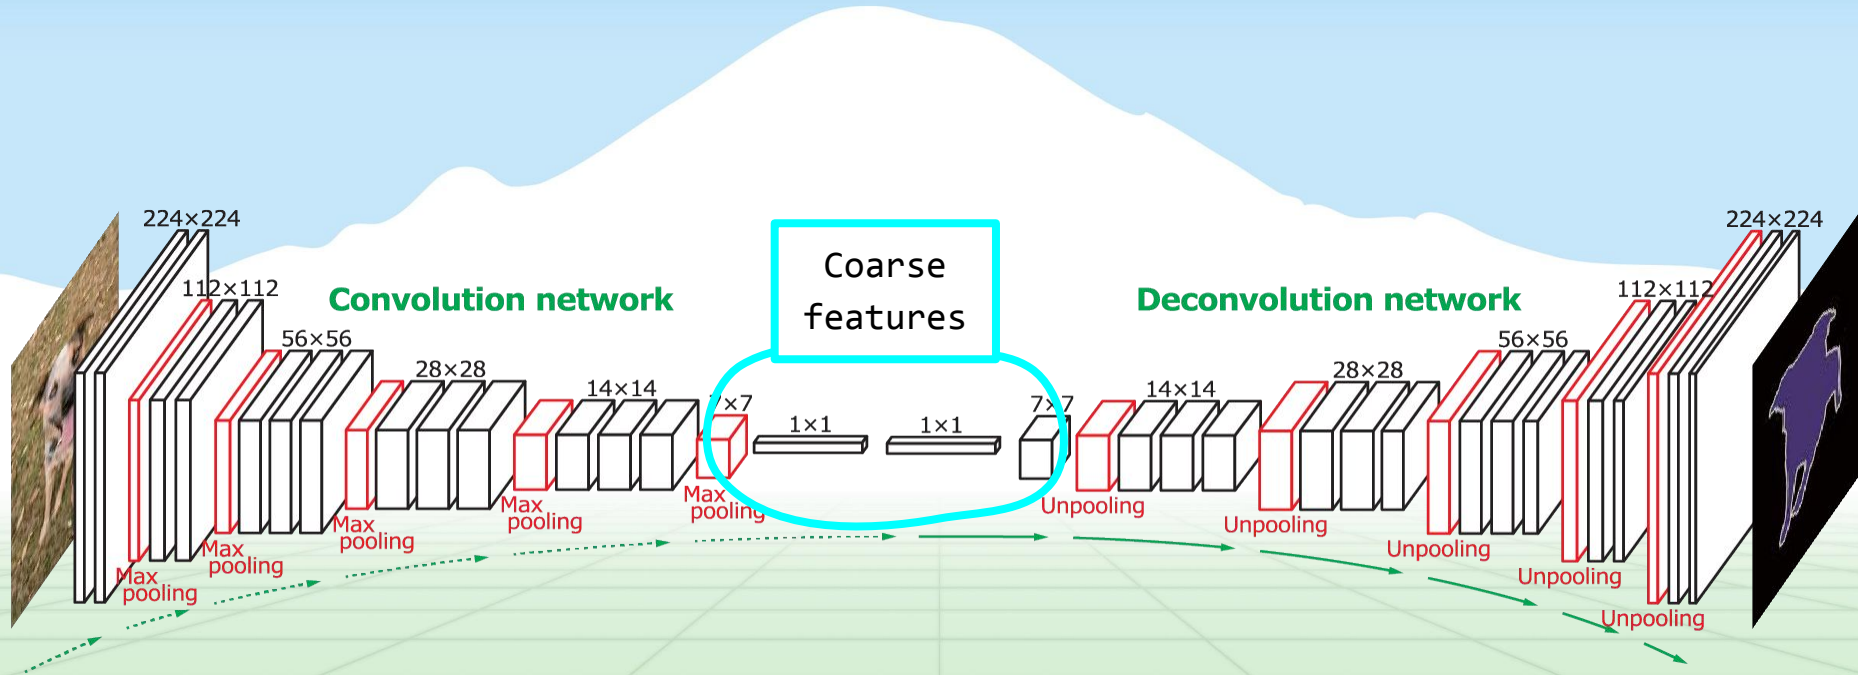 224×224
112×112
56×56
28×28
14×14
7×7
1×1
1×1
7×7
14×14
28×28
56×56
112×112
224×224
Convolution network
Coarse
features
Deconvolution network
Max
pooling
Max
pooling
Max
pooling
Max
pooling
Max
pooling
Unpooling
Unpooling
Unpooling
Unpooling
Unpooling